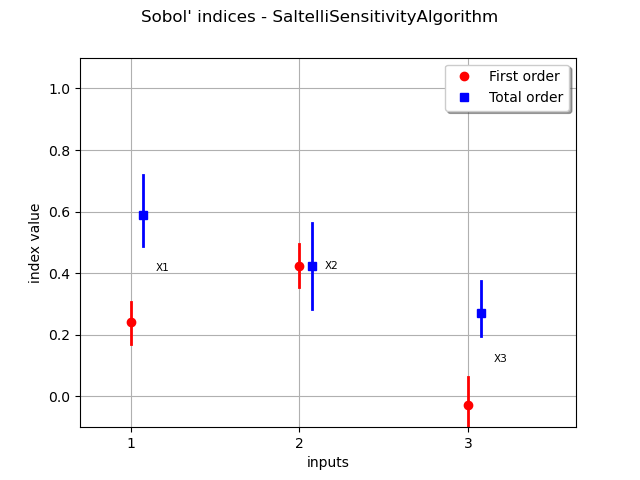 Sobol' indices - SaltelliSensitivityAlgorithm
First order
Total order
1.0
0.8
0.6
0.4
0.2
0.0
index value
X1
X2
X3
1
2
3
inputs